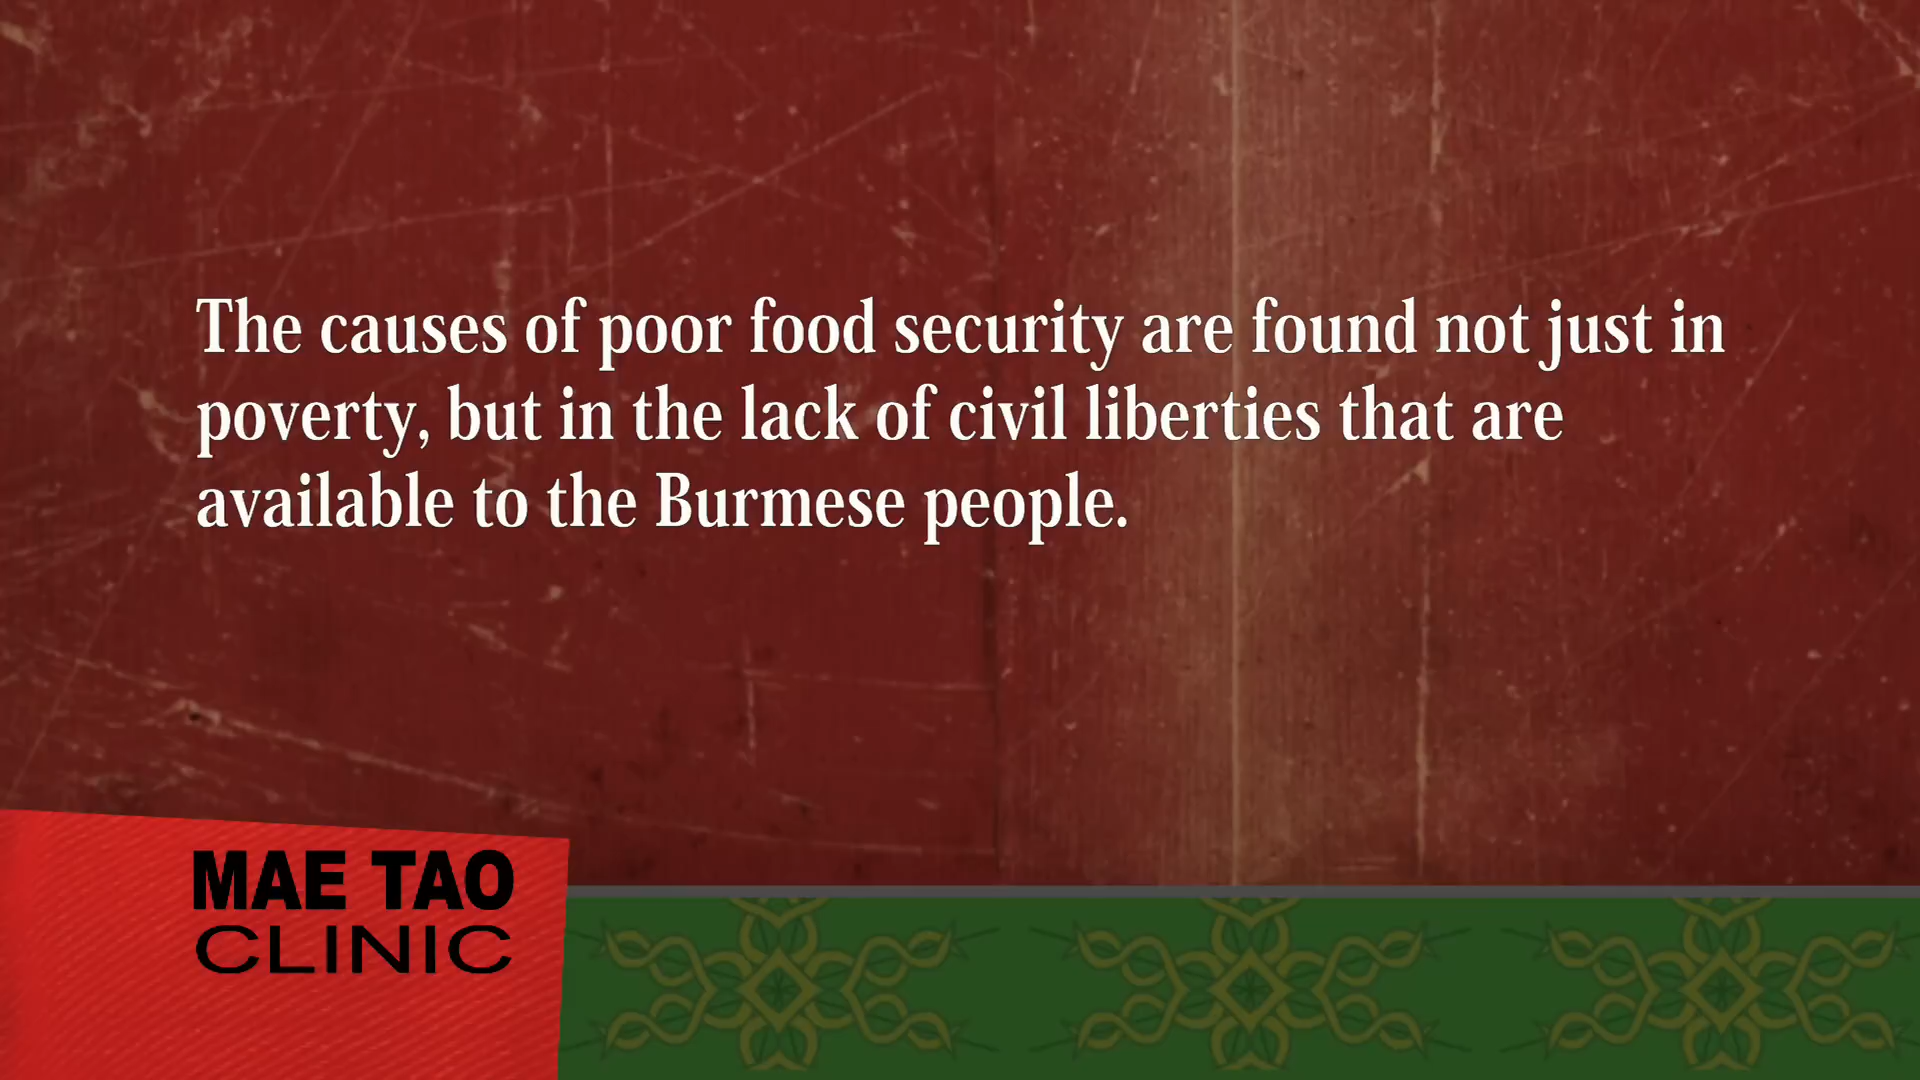 The causes of poor food security are found not just in
poverty, but in the lack of civil liberties that are
available to the Burmese people.
MAE TAO
CLINIC